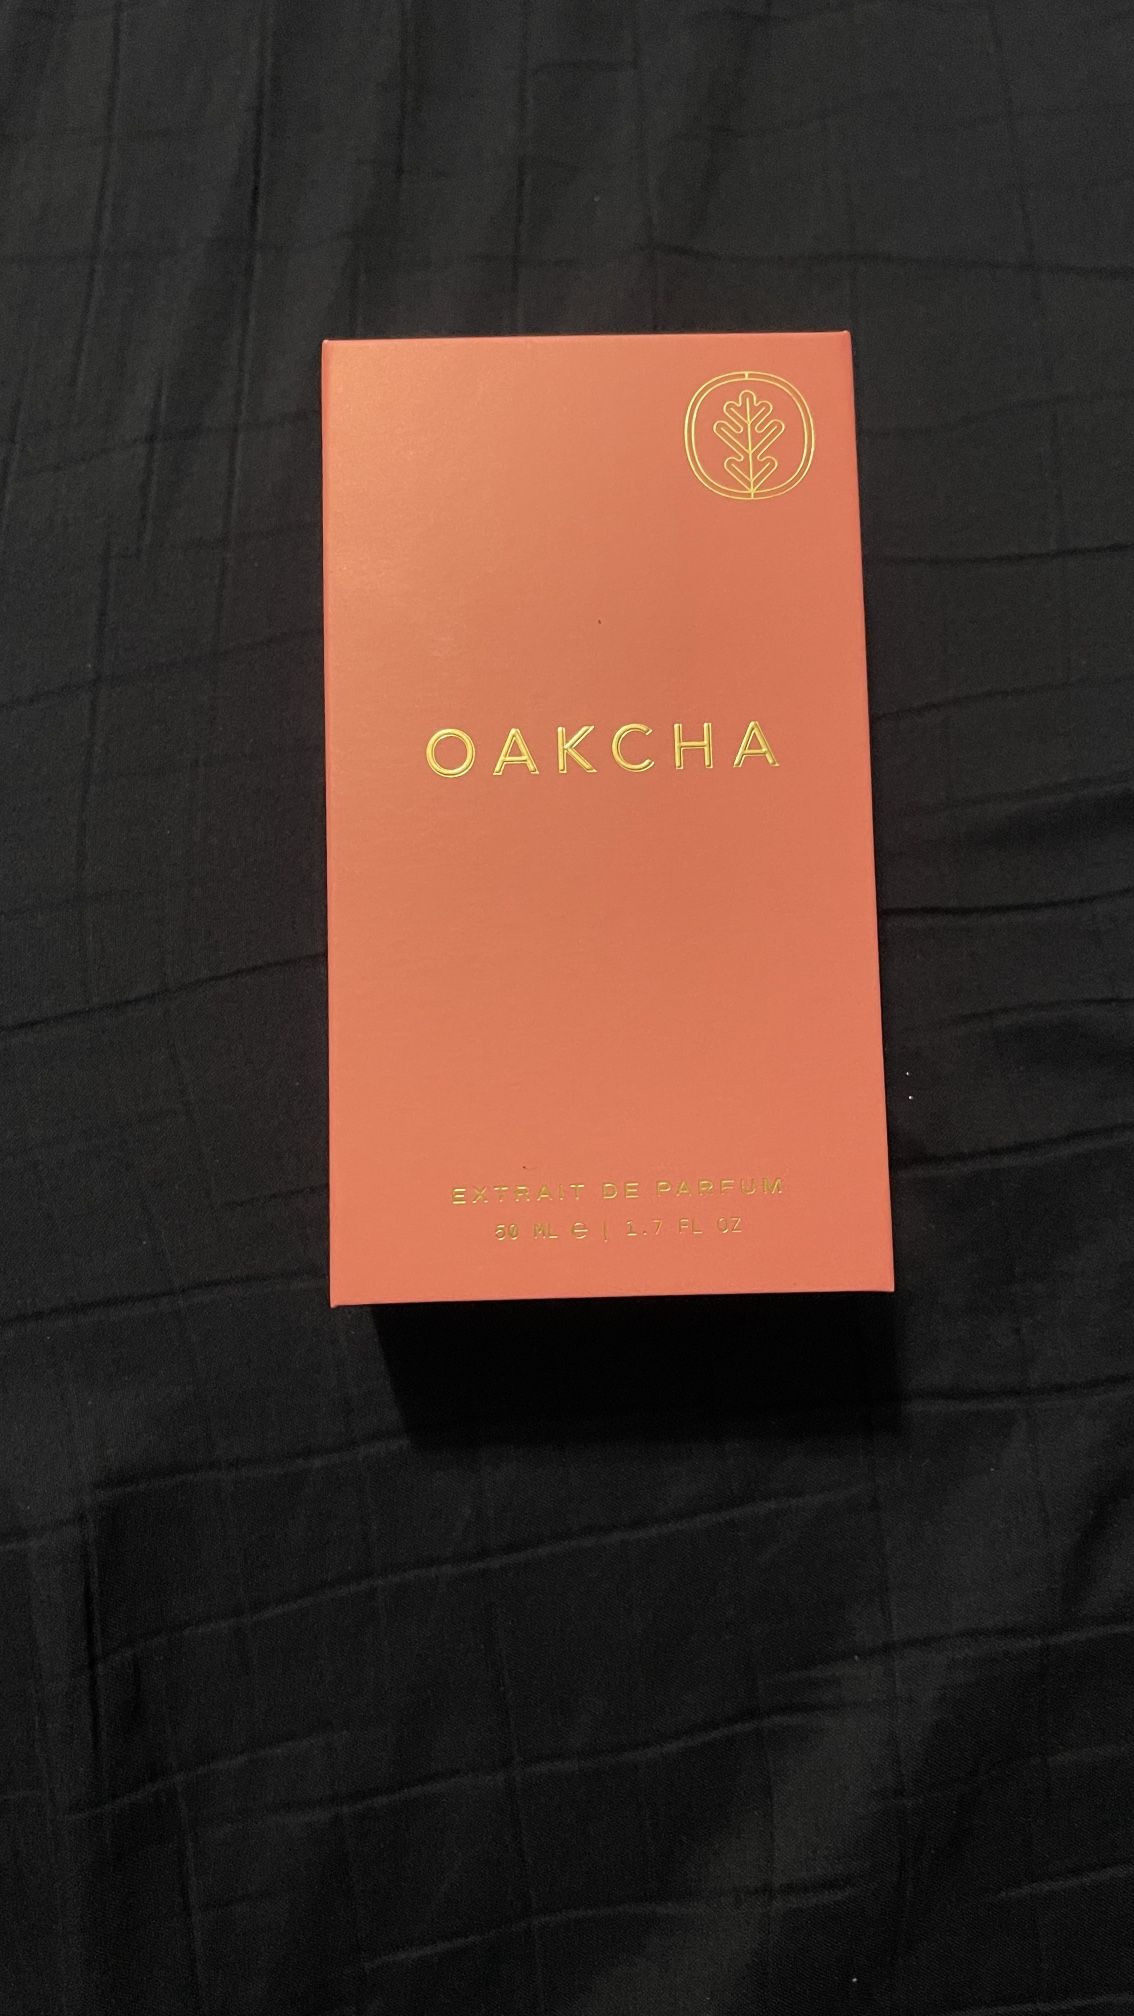 OAKCHA
EXTRAIT DE PARFUM
50 ML ℮ | 1.7 FL OZ